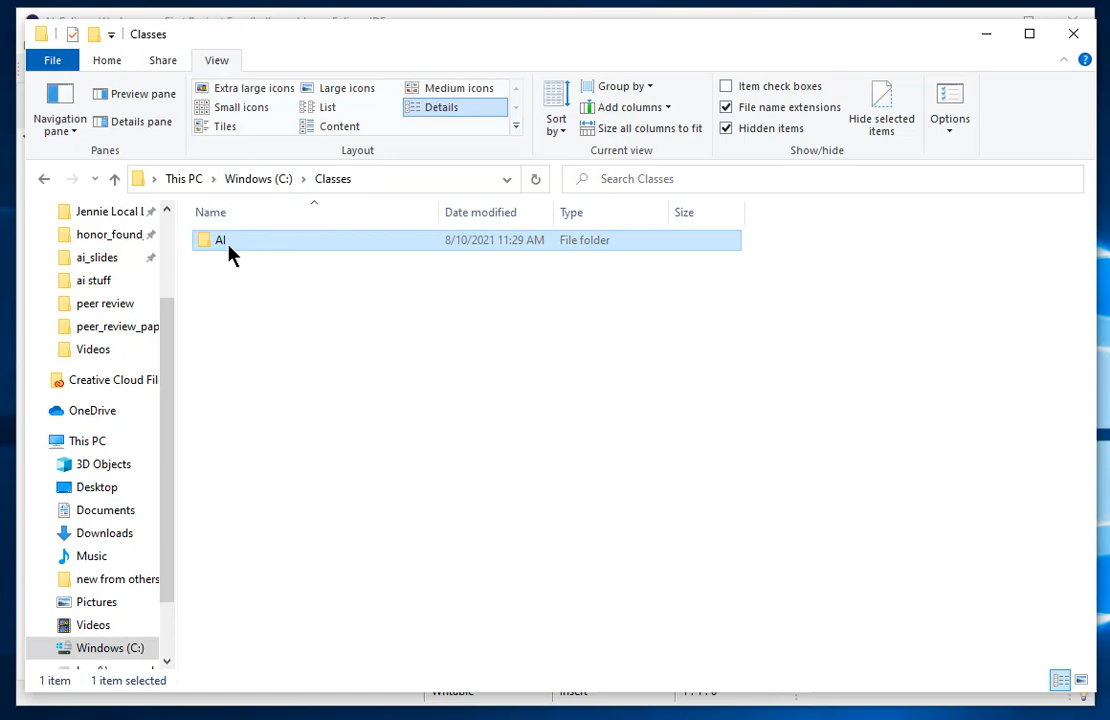 Classes
File Home Share View
Navigation pane
Preview pane
Details pane
Panes
Extra large icons Large icons Medium icons
Small icons List Details
Tiles Content
Layout
Sort by
Group by
Add columns
Size all columns to fit
Current view
Item check boxes
File name extensions
Hidden items
Hide selected items
Show/hide
Options
This PC Windows (C:) Classes
Search Classes
Name Date modified Type Size
AI 8/10/2021 11:29 AM File folder
Jennie Local
honor_found
ai_slides
ai stuff
peer review
peer_review_pap
Videos
Creative Cloud Fil
OneDrive
This PC
3D Objects
Desktop
Documents
Downloads
Music
new from others
Pictures
Videos
Windows (C:)
1 item 1 item selected
Writable Insert